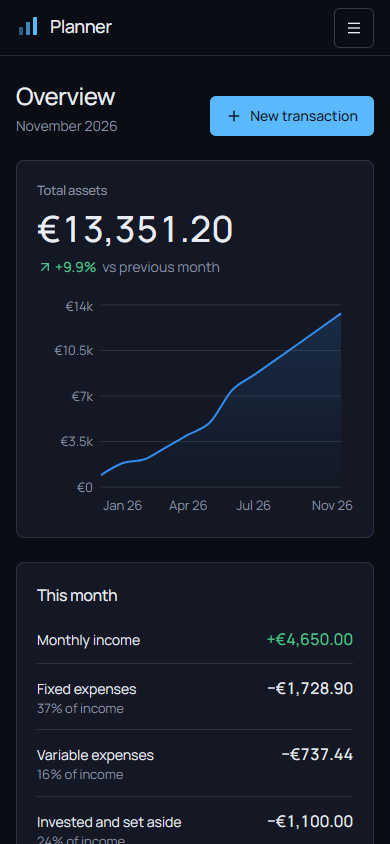 Planner
Overview
November 2026
New transaction
Total assets
€13,351.20
+9.9% vs previous month
€14k
€10.5k
€7k
€3.5k
€0
Jan 26 Apr 26 Jul 26 Nov 26
This month
Monthly income +€4,650.00
Fixed expenses −€1,728.90
37% of income
Variable expenses −€737.44
16% of income
Invested and set aside −€1,100.00
24% of income